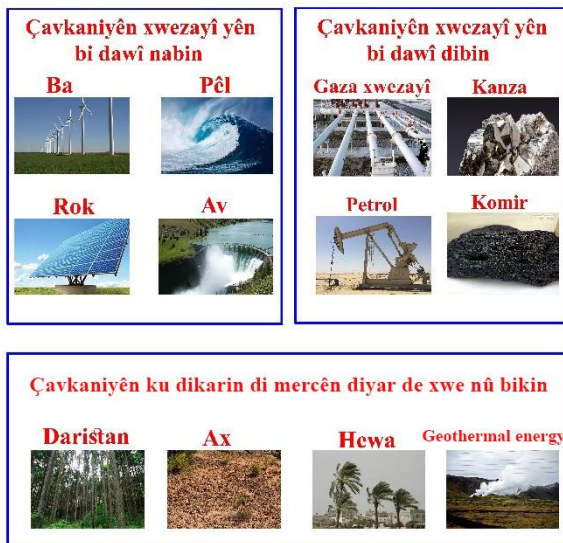 Çavkaniyên xwezayî yên
bi dawî nabin
Ba
Pêl
Rok
Av
Çavkaniyên xwezayî yên
bi dawî dibin
Gaza xwezayî
Kanza
Petrol
Komir
Çavkaniyên ku dikarin di mercên diyar de xwe nû bikin
Daristan
Ax
Hewa
Geothermal energy